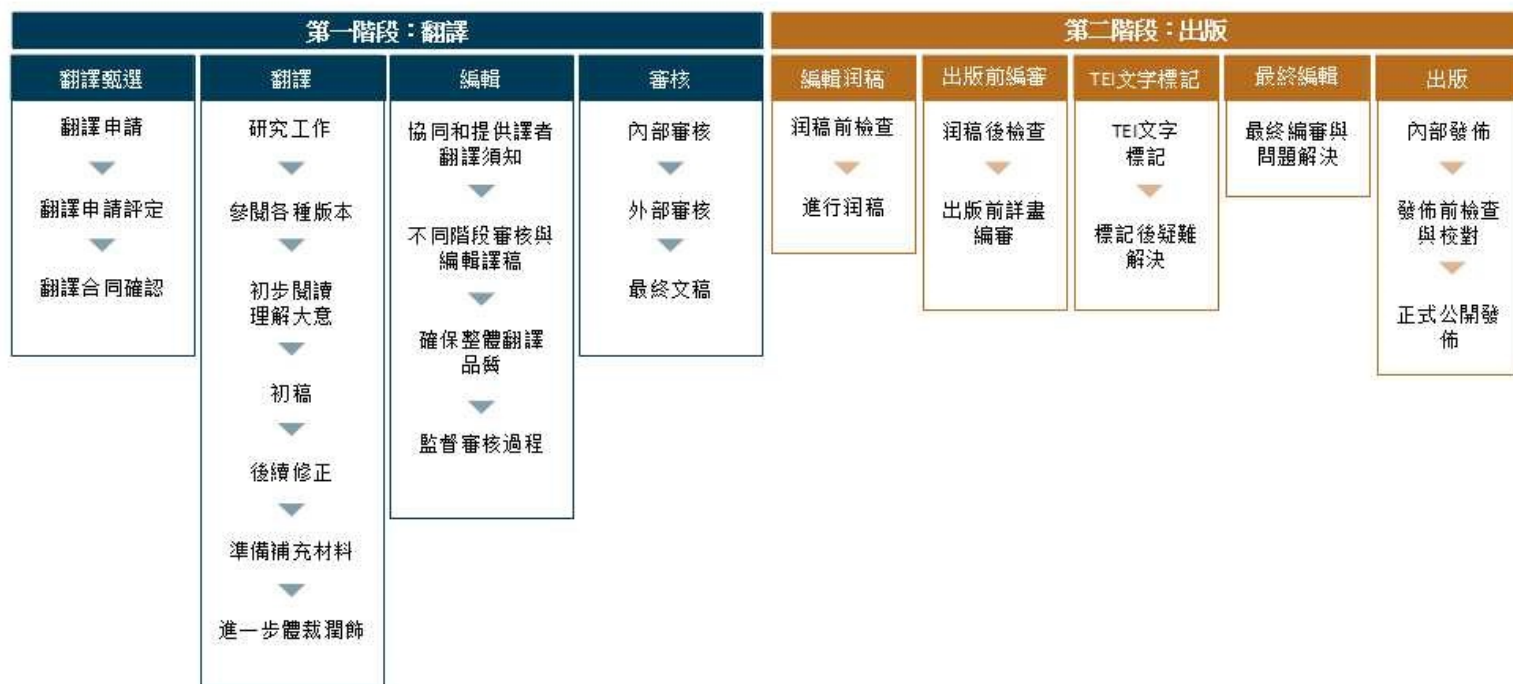 第一階段：翻譯
翻譯甄選
翻譯申請
翻譯申請評定
翻譯合同確認
翻譯
研究工作
參閱各種版本
初步閱讀
理解大意
初稿
後續修正
準備補充材料
進一步體裁潤飾
編輯
協同和提供譯者
翻譯須知
不同階段審核與
編輯譯稿
確保整體翻譯
品質
監督審核過程
審核
內部審核
外部審核
最終文稿
第二階段：出版
編輯润稿
润稿前檢查
進行润稿
出版前編審
润稿後檢查
出版前詳盡
編審
TEI文字標記
TEI文字
標記
標記後疑難
解決
最終編輯
最終編審與
問題解決
出版
內部發佈
發佈前檢查
與校對
正式公開發
佈